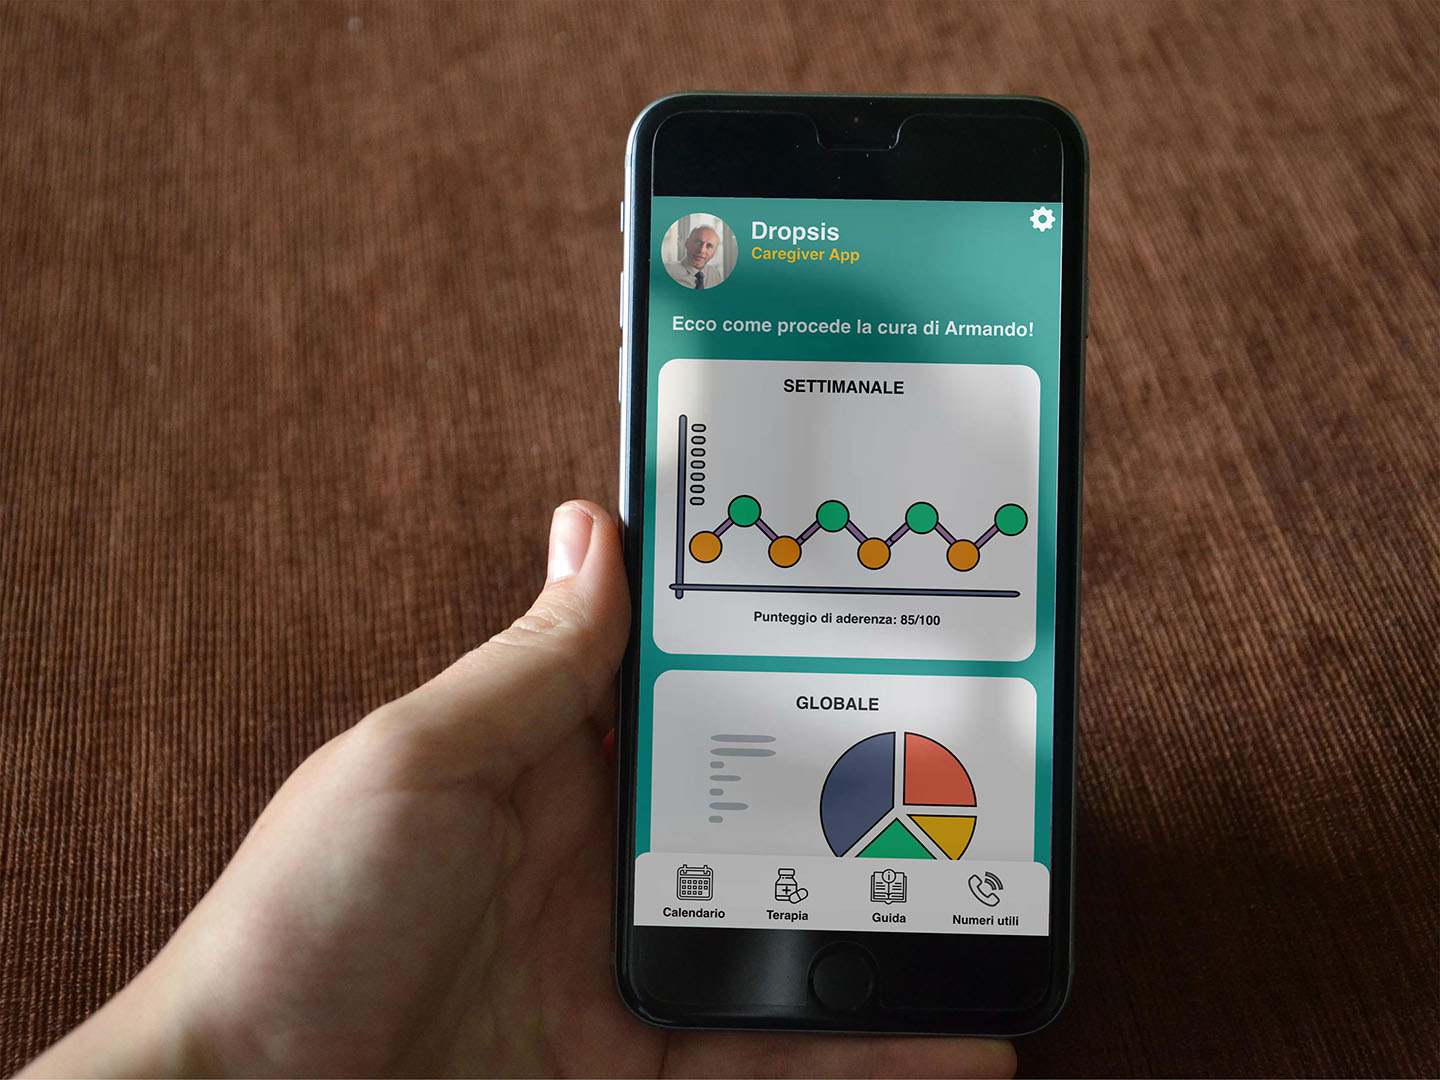 Dropsis
Caregiver App
Ecco come procede la cura di Armando!
SETTIMANALE
Punteggio di aderenza: 85/100
GLOBALE
Calendario
Terapia
Guida
Numeri utili